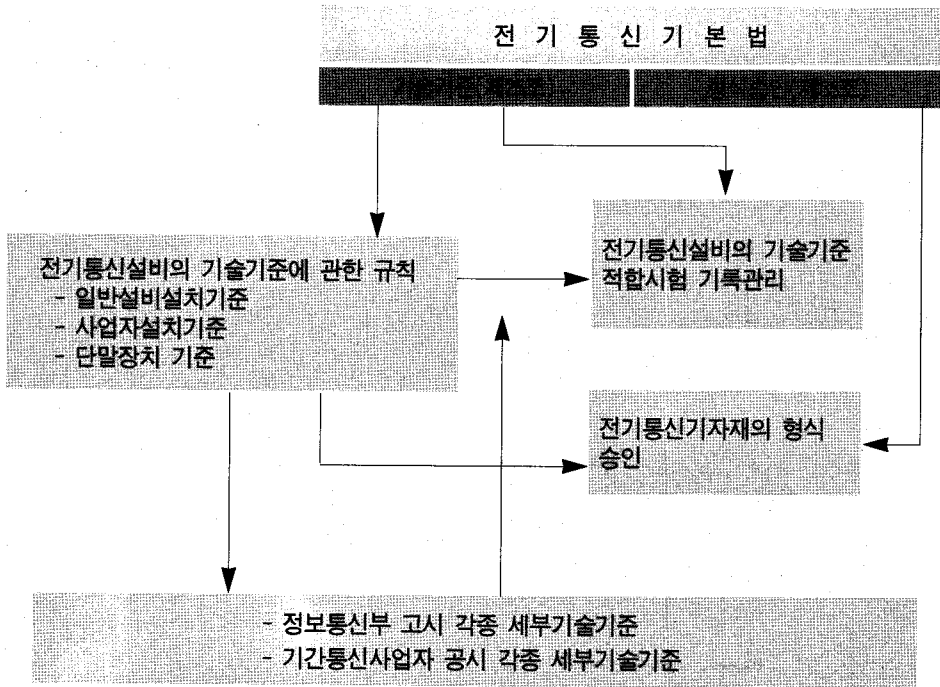 전 기 통 신 기 본 법
전기통신설비의 기술기준에 관한 규칙
- 일반설비설치기준
- 사업자설치기준
- 단말장치 기준
전기통신설비의 기술기준
적합시험 기록관리
전기통신기자재의 형식
승인
- 정보통신부 고시 각종 세부기술기준
- 기간통신사업자 공시 각종 세부기술기준